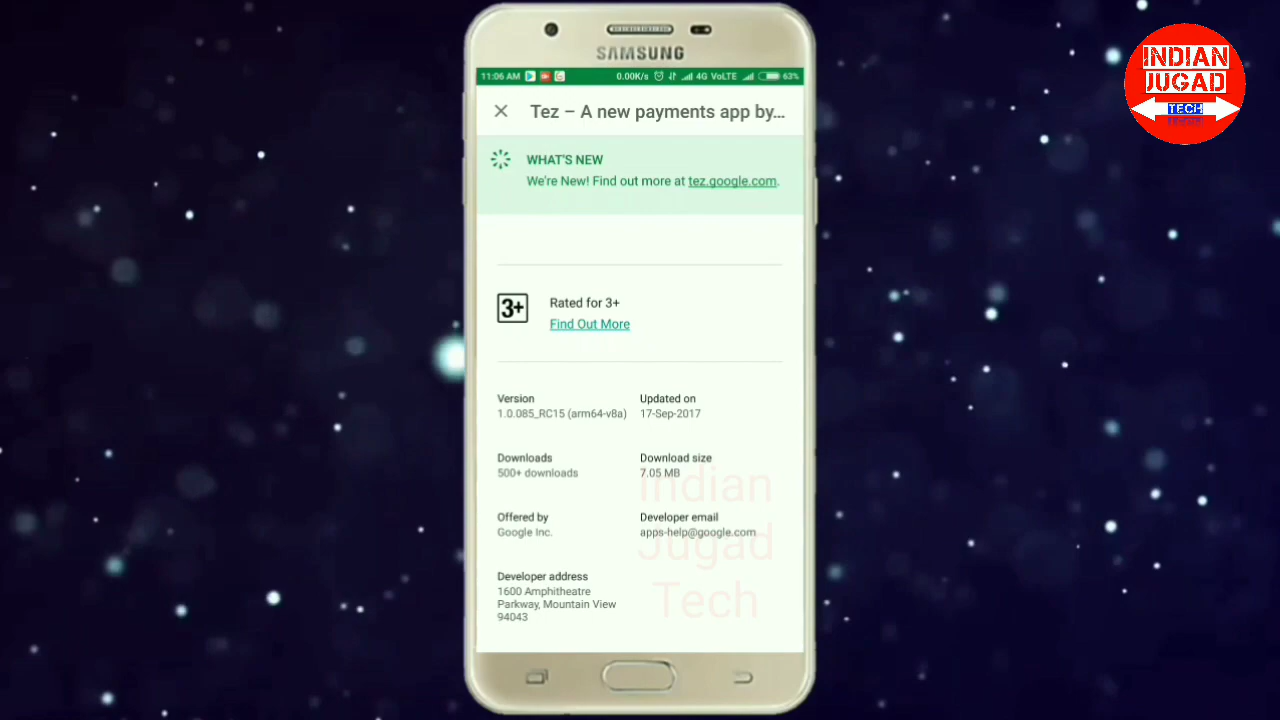 INDIAN
JUGAD
TECH
SAMSUNG
11:06 AM 0.00K/s 4G VoLTE 63%
Tez – A new payments app by...
WHAT'S NEW
We're New! Find out more at tez.google.com.
3+ Rated for 3+
Find Out More
Version Updated on
1.0.085_RC15 (arm64-v8a) 17-Sep-2017
Downloads Download size
500+ downloads 7.05 MB
Offered by Developer email
Google Inc. apps-help@google.com
Developer address
1600 Amphitheatre
Parkway, Mountain View
94043
Indian
Jugad
Tech